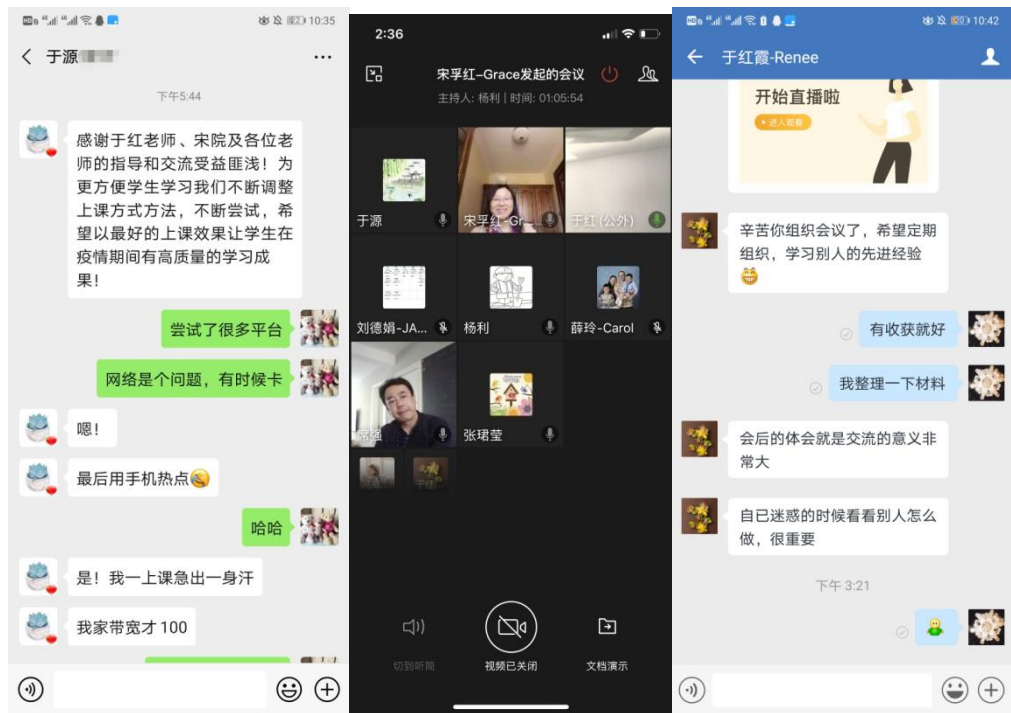 10:35
于源
下午5:44
感谢于红老师、宋院及各位老
师的指导和交流受益匪浅！为
更方便学生学习我们不断调整
上课方式方法，不断尝试，希
望以最好的上课效果让学生在
疫情期间有高质量的学习成
果！
尝试了很多平台
网络是个问题，有时候卡
嗯！
最后用手机热点
哈哈
是！我一上课急出一身汗
我家带宽才 100
2:36
宋孚红-Grace发起的会议
主持人: 杨利 | 时间: 01:05:54
于源
宋孚红-Gr...
于红 (公外)
刘德娟-JA...
杨利
薛玲-Carol
席强
张珺莹
切到听筒
视频已关闭
文档演示
10:42
于红霞-Renee
开始直播啦
进入观看
辛苦你组织会议了，希望定期
组织，学习别人的先进经验
有收获就好
我整理一下材料
会后的体会就是交流的意义非
常大
自已迷惑的时候看看别人怎么
做，很重要
下午 3:21